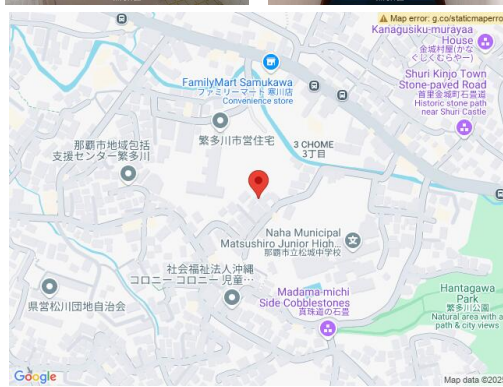 Map error: g.co/staticmaperro
Kanagusiku-murayaa
House
金城村屋(かな
ぐしくむらやー)
Shuri Kinjo Town
Stone-paved Road
首里金城町石畳道
Historic stone path
near Shuri Castle
FamilyMart Samukawa
ファミリーマート 寒川店
Convenience store
繁多川市営住宅
3 CHOME
3丁目
那覇市地域包括
支援センター繁多川
Naha Municipal
Matsushiro Junior High...
那覇市立松城中学校
社会福祉法人沖縄
コロニー コロニー 児童...
県営松川団地自治会
Madama-michi
Side Cobblestones
真珠道の石畳
Hantagawa
Park
繁多川公園
Natural area with a
path & city views
Google
Map data ©202